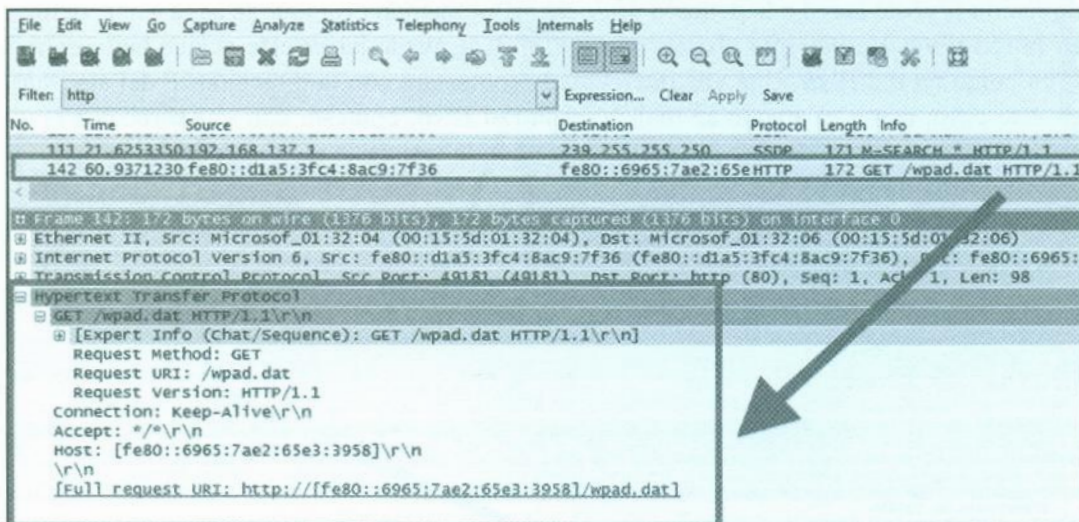 File Edit View Go Capture Analyze Statistics Telephony Tools Internals Help
Filter: http Expression... Clear Apply Save
No. Time Source Destination Protocol Length Info
111 21.6253350 192.168.137.1 239.255.255.250 SSDP 171 M-SEARCH * HTTP/1.1
142 60.9371230 fe80::d1a5:3fc4:8ac9:7f36 fe80::6965:7ae2:65e HTTP 172 GET /wpad.dat HTTP/1.1
Frame 142: 172 bytes on wire (1376 bits), 172 bytes captured (1376 bits) on interface 0
Ethernet II, Src: Microsof_01:32:04 (00:15:5d:01:32:04), Dst: Microsof_01:32:06 (00:15:5d:01:32:06)
Internet Protocol Version 6, Src: fe80::d1a5:3fc4:8ac9:7f36 (fe80::d1a5:3fc4:8ac9:7f36), fe80::6965:
Transmission Control Protocol, Src Port: 49181 (49181), Dst Port: http (80), Seq: 1, Ack: 1, Len: 98
Hypertext Transfer Protocol
GET /wpad.dat HTTP/1.1\r\n
[Expert Info (Chat/Sequence): GET /wpad.dat HTTP/1.1\r\n]
Request Method: GET
Request URI: /wpad.dat
Request Version: HTTP/1.1
Connection: Keep-Alive\r\n
Accept: */*\r\n
Host: [fe80::6965:7ae2:65e3:3958]\r\n
\r\n
[Full request URI: http://[fe80::6965:7ae2:65e3:3958]/wpad.dat]